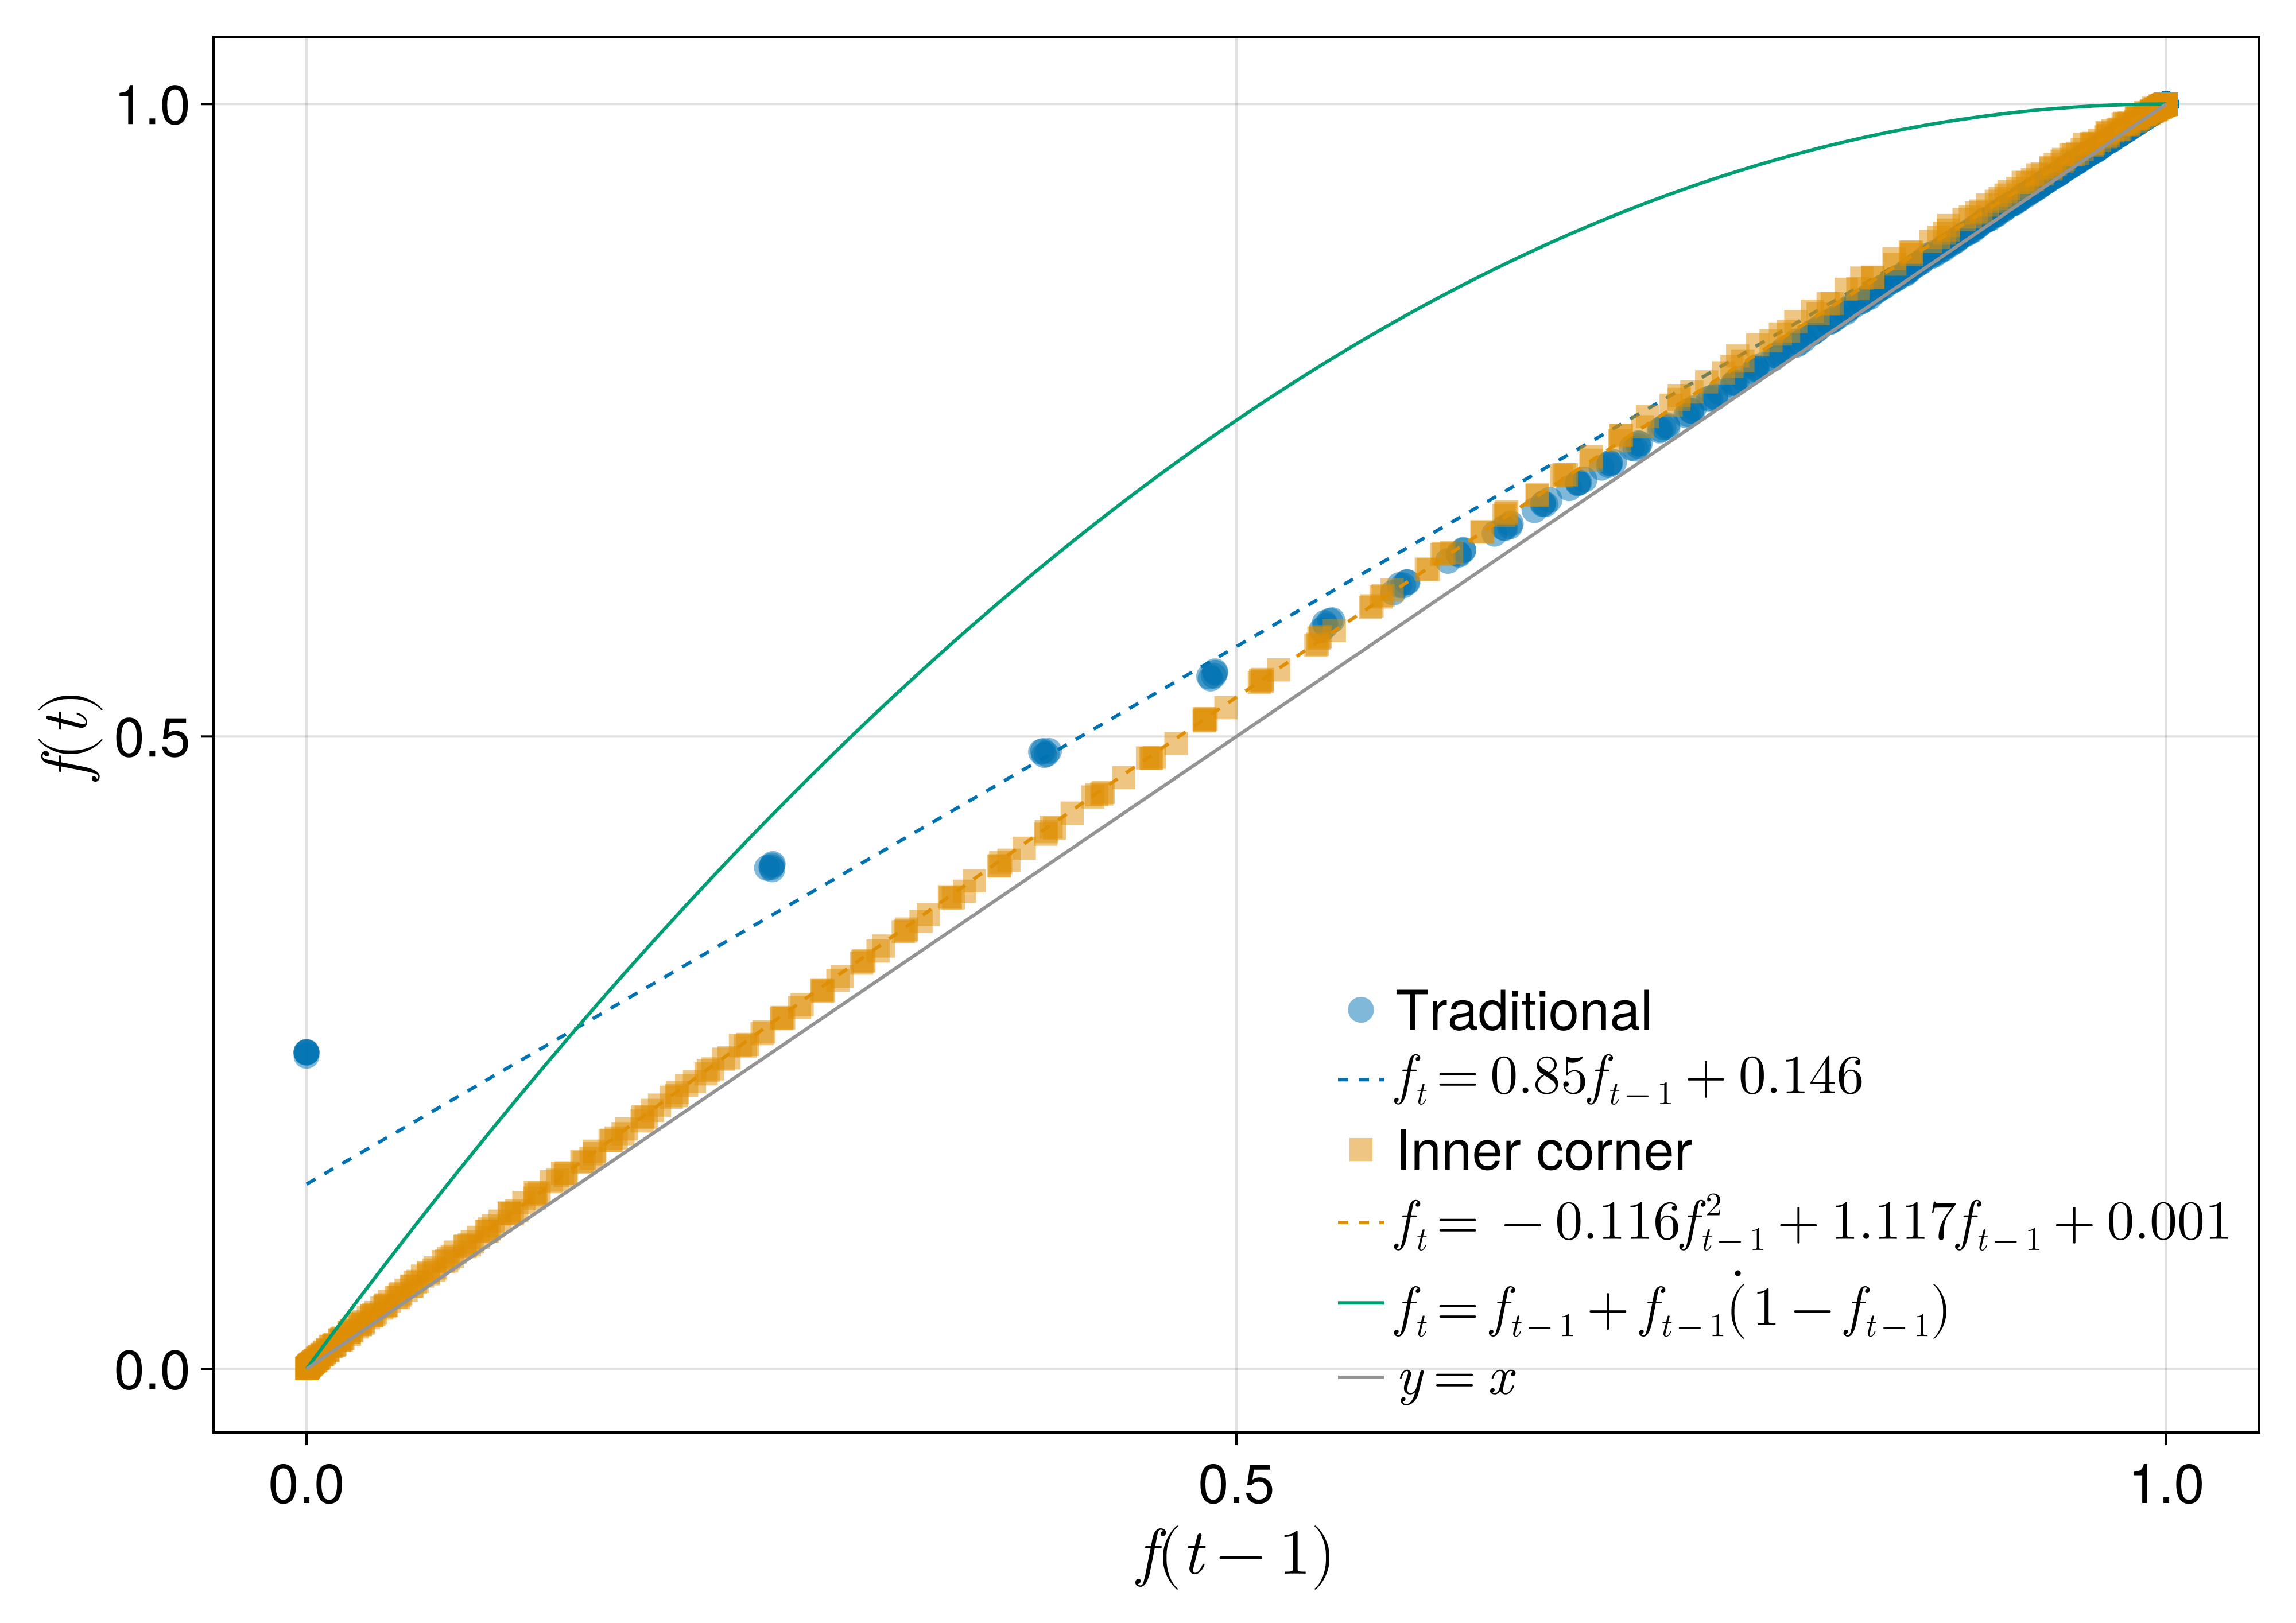 1.0
0.5
0.0
f(t)
Traditional
f_t = 0.85f_{t-1} + 0.146
Inner corner
f_t = -0.116f_{t-1}^2 + 1.117f_{t-1} + 0.001
f_t = f_{t-1} + f_{t-1}(̇1 - f_{t-1})
y = x
0.0 0.5 1.0
f(t-1)